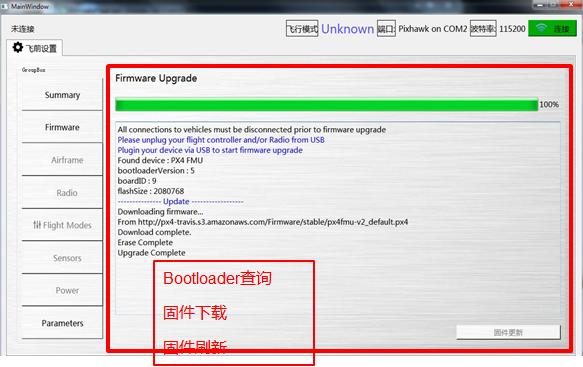 MainWindow
未连接
飞行模式 Unknown 端口: Pixhawk on COM2 波特率: 115200 连接
飞前设置
GroupBox
Summary
Firmware
Airframe
Radio
Flight Modes
Sensors
Power
Parameters
Firmware Upgrade
100%
All connections to vehicles must be disconnected prior to firmware upgrade
Please unplug your flight controller and/or Radio from USB
Plugin your device via USB to start firmware upgrade
Found device : PX4 FMU
bootloaderVersion : 5
boardID : 9
flashSize : 2080768
--------------- Update ------------------
Downloading firmware...
From http://px4-travis.s3.amazonaws.com/Firmware/stable/px4fmu-v2_default.px4
Download complete.
Erase Complete
Upgrade Complete
Bootloader查询
固件下载
固件刷新
固件更新